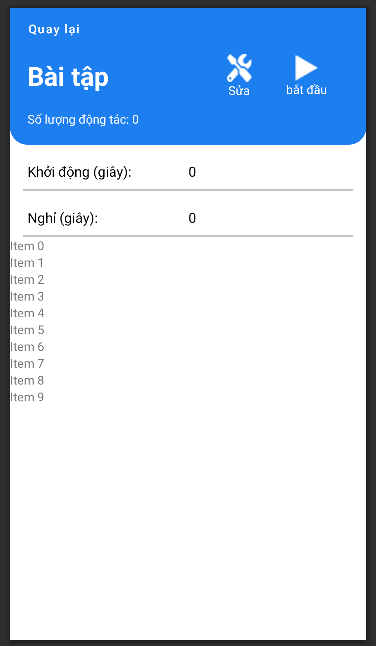 Quay lại
Bài tập
Sửa
bắt đầu
Số lượng động tác: 0
Khởi động (giây): 0
Nghỉ (giây): 0
Item 0
Item 1
Item 2
Item 3
Item 4
Item 5
Item 6
Item 7
Item 8
Item 9